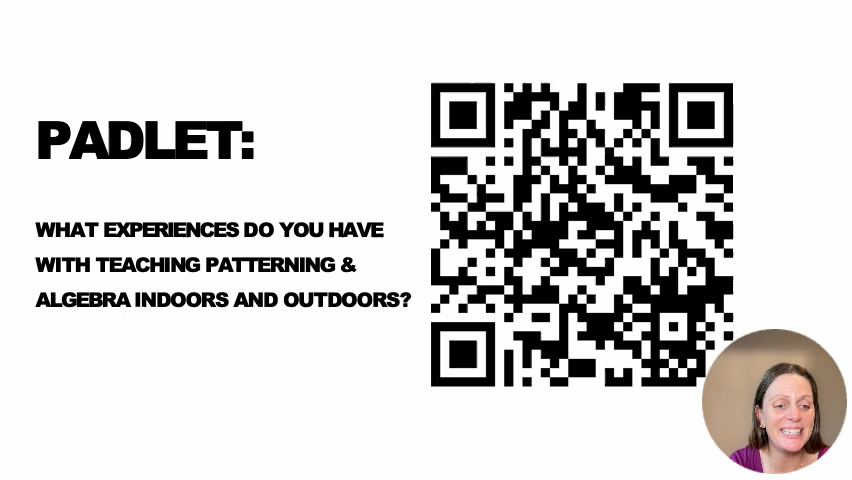 PADLET:
WHAT EXPERIENCES DO YOU HAVE
WITH TEACHING PATTERNING &
ALGEBRA INDOORS AND OUTDOORS?